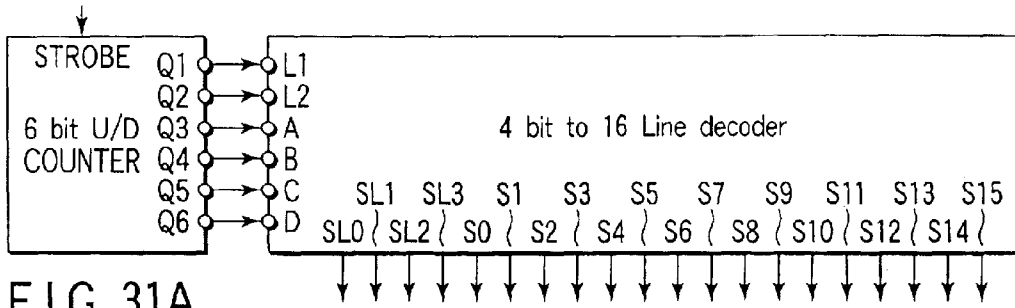 STROBE Q1 L1
Q2 L2
6 bit U/D Q3 A 4 bit to 16 Line decoder
COUNTER Q4 B
Q5 C SL1 SL3 S1 S3 S5 S7 S9 S11 S13 S15
Q6 D SL0 SL2 S0 S2 S4 S6 S8 S10 S12 S14
FIG. 31A